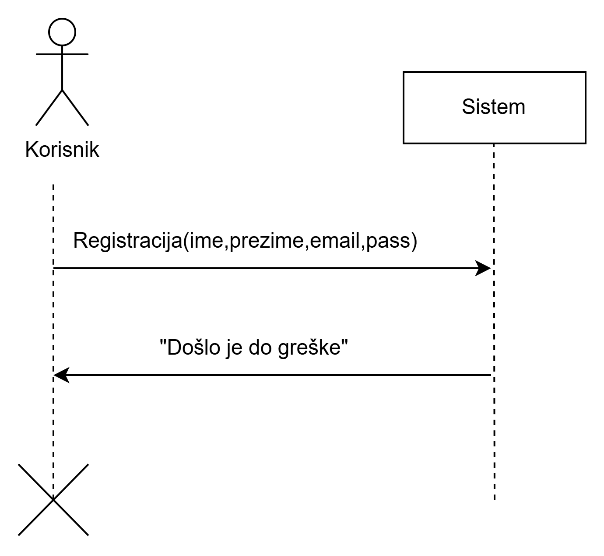 Sistem
Korisnik
Registracija(ime,prezime,email,pass)
"Došlo je do greške"